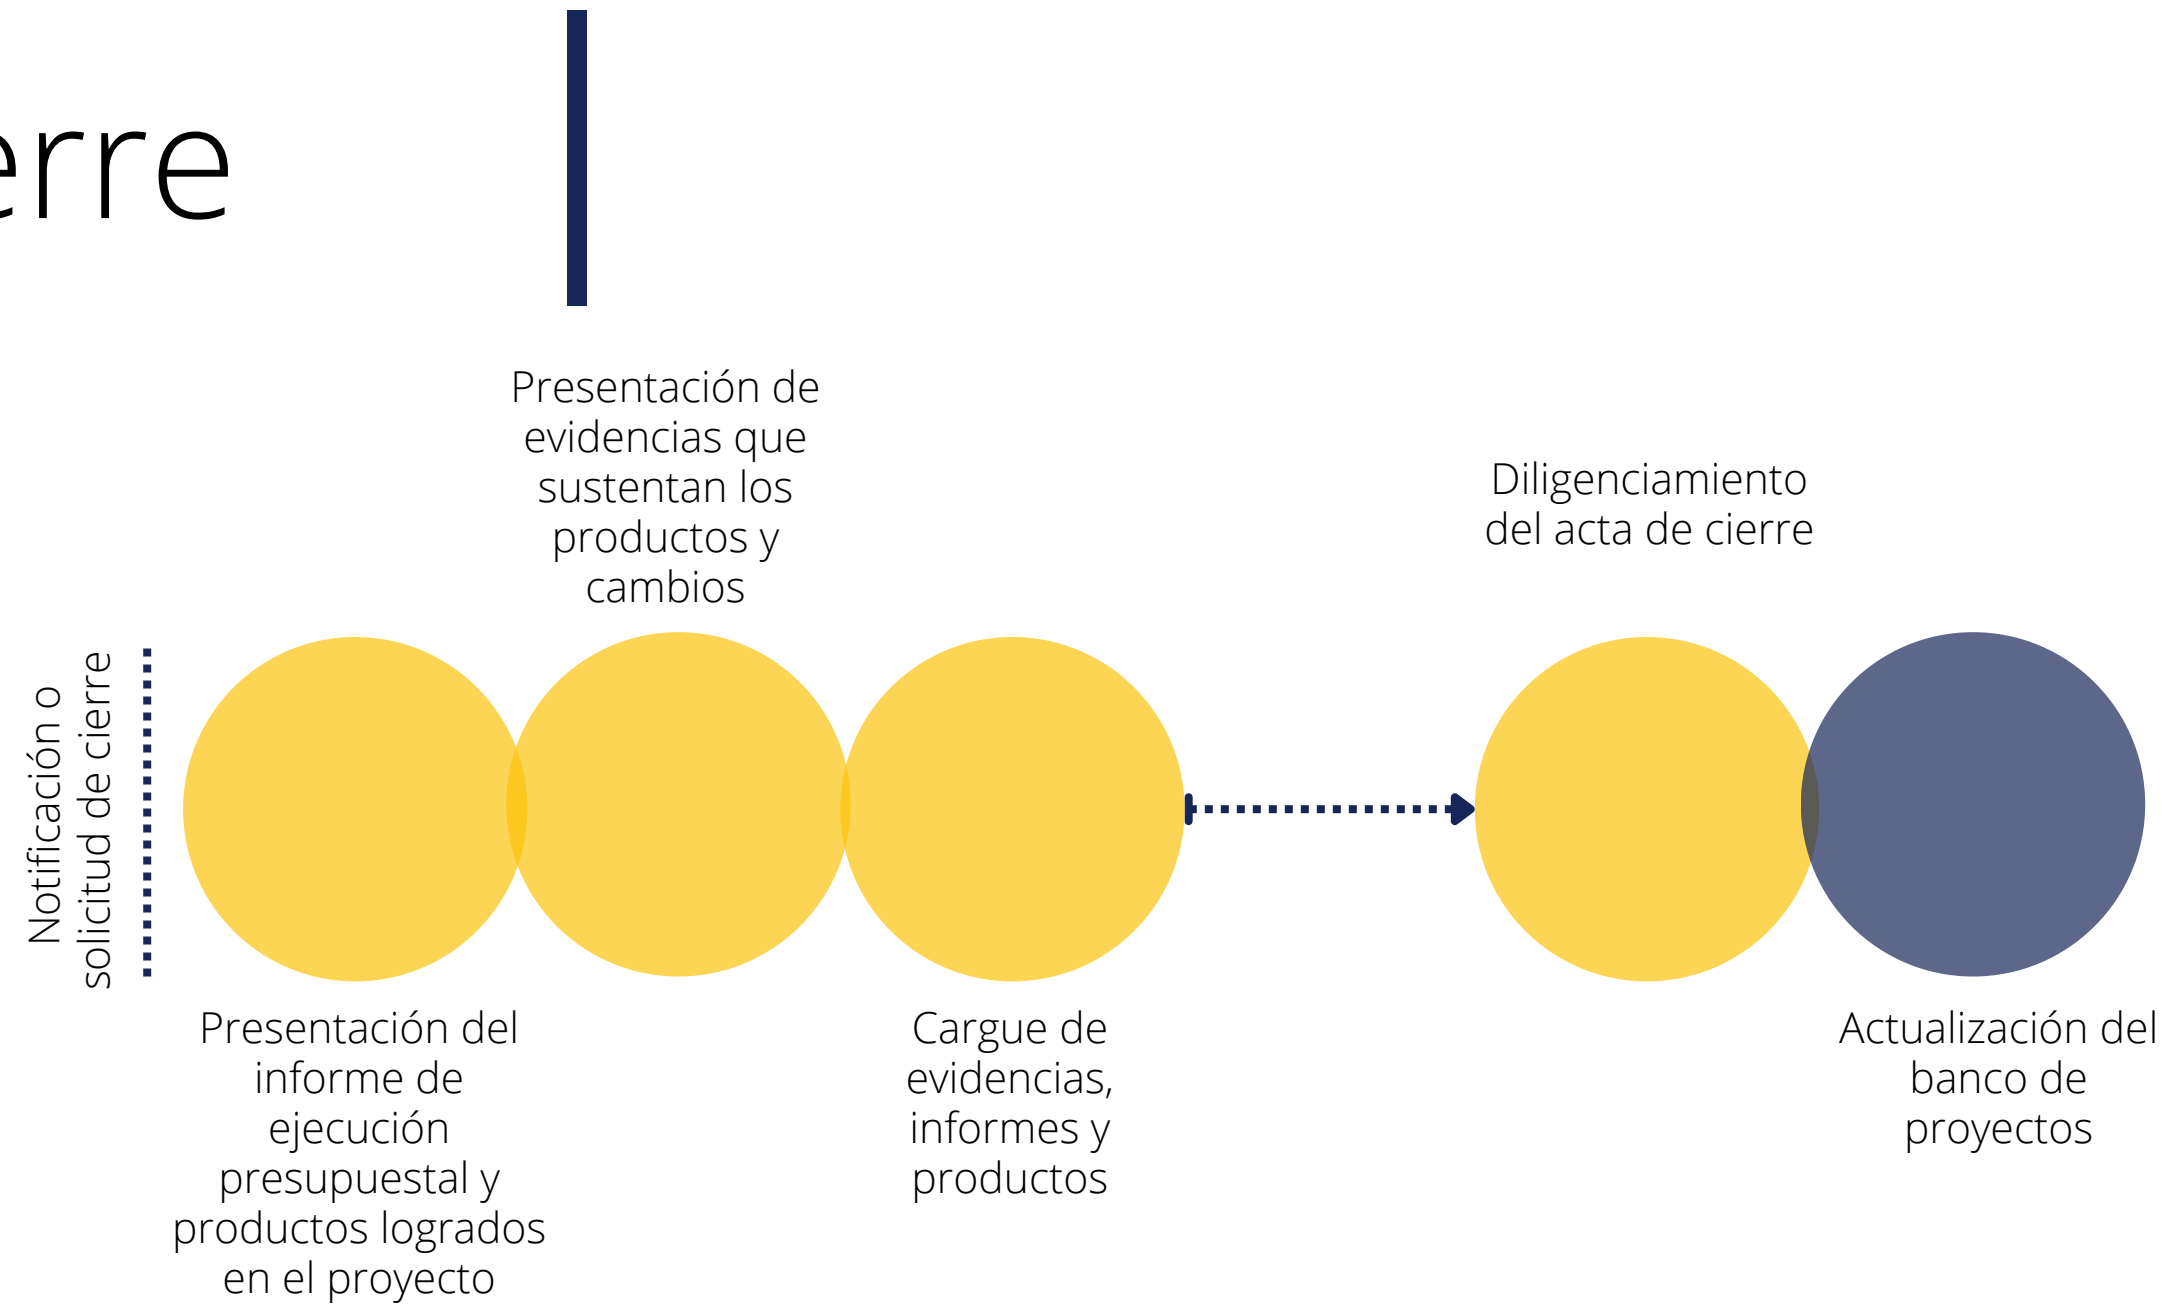 erre
Presentación de
evidencias que
sustentan los
productos y
cambios
Diligenciamiento
del acta de cierre
Notificación o
solicitud de cierre
Presentación del
informe de
ejecución
presupuestal y
productos logrados
en el proyecto
Cargue de
evidencias,
informes y
productos
Actualización del
banco de
proyectos